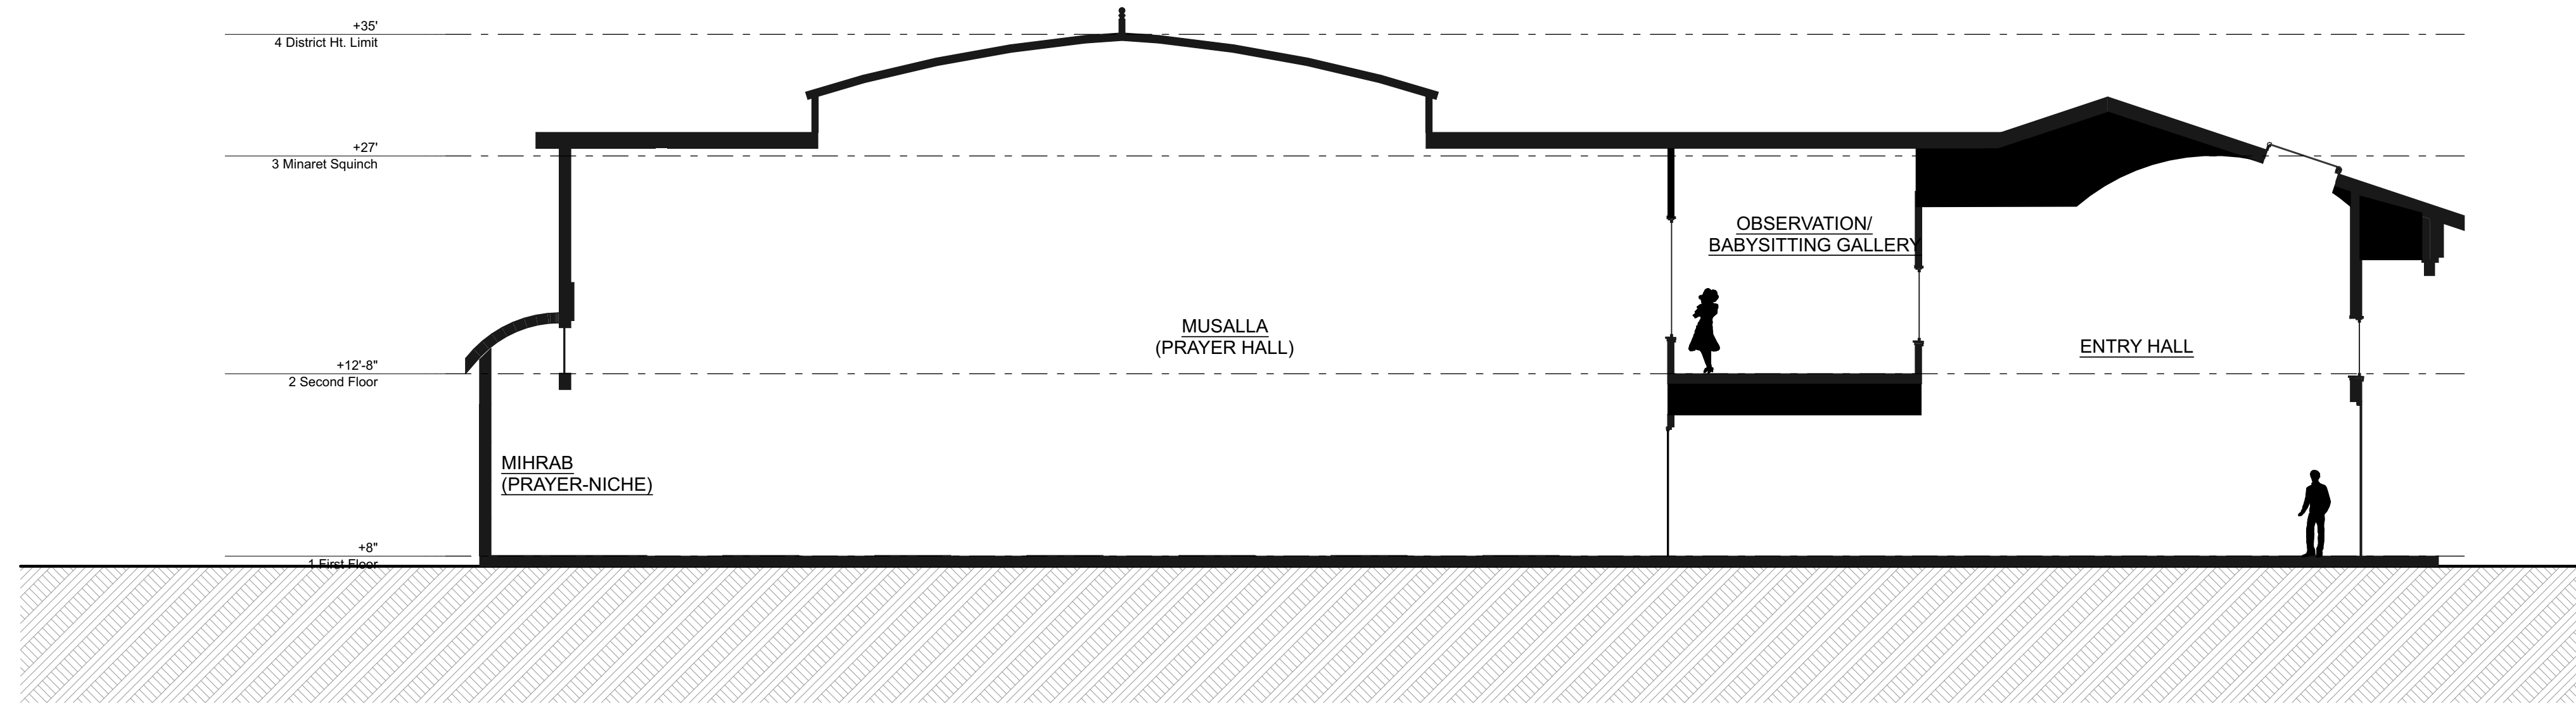 +35'
4 District Ht. Limit
+27'
3 Minaret Squinch
OBSERVATION/
BABYSITTING GALLERY
MUSALLA
(PRAYER HALL)
ENTRY HALL
+12'-8"
2 Second Floor
MIHRAB
(PRAYER-NICHE)
+8"
1 First Floor